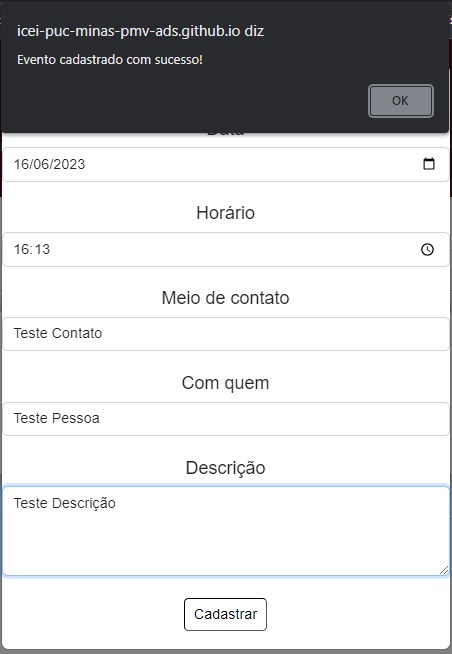 icei-puc-minas-pmv-ads.github.io diz
Evento cadastrado com sucesso!
OK
Data
16/06/2023
Horário
16:13
Meio de contato
Teste Contato
Com quem
Teste Pessoa
Descrição
Teste Descrição
Cadastrar